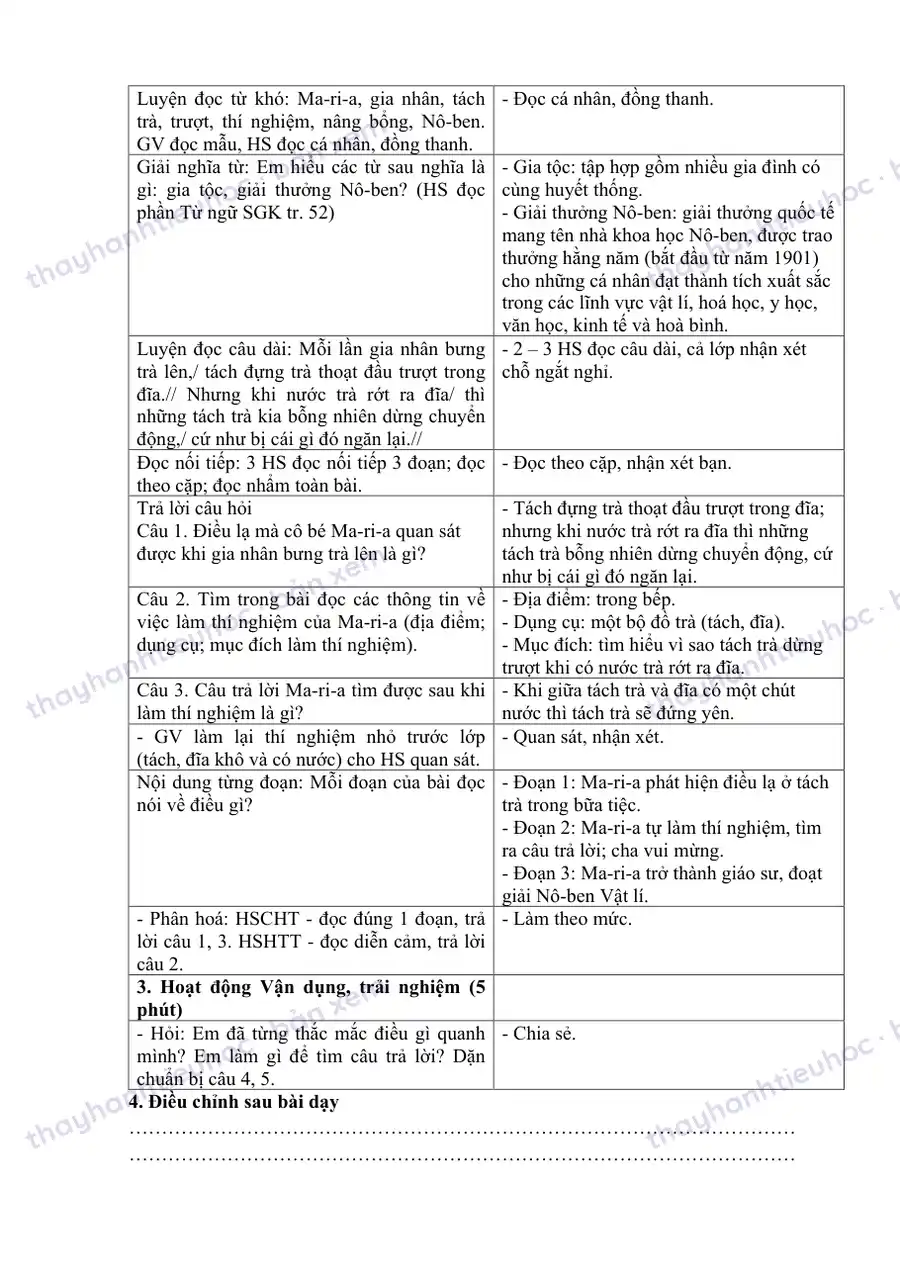 Luyện đọc từ khó: Ma-ri-a, gia nhân, tách
trà, trượt, thí nghiệm, nâng bổng, Nô-ben.
GV đọc mẫu, HS đọc cá nhân, đồng thanh.
- Đọc cá nhân, đồng thanh.
Giải nghĩa từ: Em hiểu các từ sau nghĩa là
gì: gia tộc, giải thưởng Nô-ben? (HS đọc
phần Từ ngữ SGK tr. 52)
- Gia tộc: tập hợp gồm nhiều gia đình có
cùng huyết thống.
- Giải thưởng Nô-ben: giải thưởng quốc tế
mang tên nhà khoa học Nô-ben, được trao
thưởng hằng năm (bắt đầu từ năm 1901)
cho những cá nhân đạt thành tích xuất sắc
trong các lĩnh vực vật lí, hoá học, y học,
văn học, kinh tế và hoà bình.
Luyện đọc câu dài: Mỗi lần gia nhân bưng
trà lên,/ tách đựng trà thoạt đầu trượt trong
đĩa.// Nhưng khi nước trà rớt ra đĩa/ thì
những tách trà kia bỗng nhiên dừng chuyển
động,/ cứ như bị cái gì đó ngăn lại.//
- 2 – 3 HS đọc câu dài, cả lớp nhận xét
chỗ ngắt nghỉ.
Đọc nối tiếp: 3 HS đọc nối tiếp 3 đoạn; đọc
theo cặp; đọc nhẩm toàn bài.
- Đọc theo cặp, nhận xét bạn.
Trả lời câu hỏi
Câu 1. Điều lạ mà cô bé Ma-ri-a quan sát
được khi gia nhân bưng trà lên là gì?
- Tách đựng trà thoạt đầu trượt trong đĩa;
nhưng khi nước trà rớt ra đĩa thì những
tách trà bỗng nhiên dừng chuyển động, cứ
như bị cái gì đó ngăn lại.
Câu 2. Tìm trong bài đọc các thông tin về
việc làm thí nghiệm của Ma-ri-a (địa điểm;
dụng cụ; mục đích làm thí nghiệm).
- Địa điểm: trong bếp.
- Dụng cụ: một bộ đồ trà (tách, đĩa).
- Mục đích: tìm hiểu vì sao tách trà dừng
trượt khi có nước trà rớt ra đĩa.
Câu 3. Câu trả lời Ma-ri-a tìm được sau khi
làm thí nghiệm là gì?
- Khi giữa tách trà và đĩa có một chút
nước thì tách trà sẽ đứng yên.
- GV làm lại thí nghiệm nhỏ trước lớp
(tách, đĩa khô và có nước) cho HS quan sát.
- Quan sát, nhận xét.
Nội dung từng đoạn: Mỗi đoạn của bài đọc
nói về điều gì?
- Đoạn 1: Ma-ri-a phát hiện điều lạ ở tách
trà trong bữa tiệc.
- Đoạn 2: Ma-ri-a tự làm thí nghiệm, tìm
ra câu trả lời; cha vui mừng.
- Đoạn 3: Ma-ri-a trở thành giáo sư, đoạt
giải Nô-ben Vật lí.
- Phân hoá: HSCHT - đọc đúng 1 đoạn, trả
lời câu 1, 3. HSHTT - đọc diễn cảm, trả lời
câu 2.
- Làm theo mức.
3. Hoạt động Vận dụng, trải nghiệm (5
phút)
- Hỏi: Em đã từng thắc mắc điều gì quanh
mình? Em làm gì để tìm câu trả lời? Dặn
chuẩn bị câu 4, 5.
- Chia sẻ.
4. Điều chỉnh sau bài dạy
thayhanhtieuhoc · bản xem
thayhanhtieuhoc · b
thayhanhtieuhoc · bản xem
thayhanhtieuhoc · b
thayhanhtieuhoc · bản xem
thayhanhtieuhoc · b